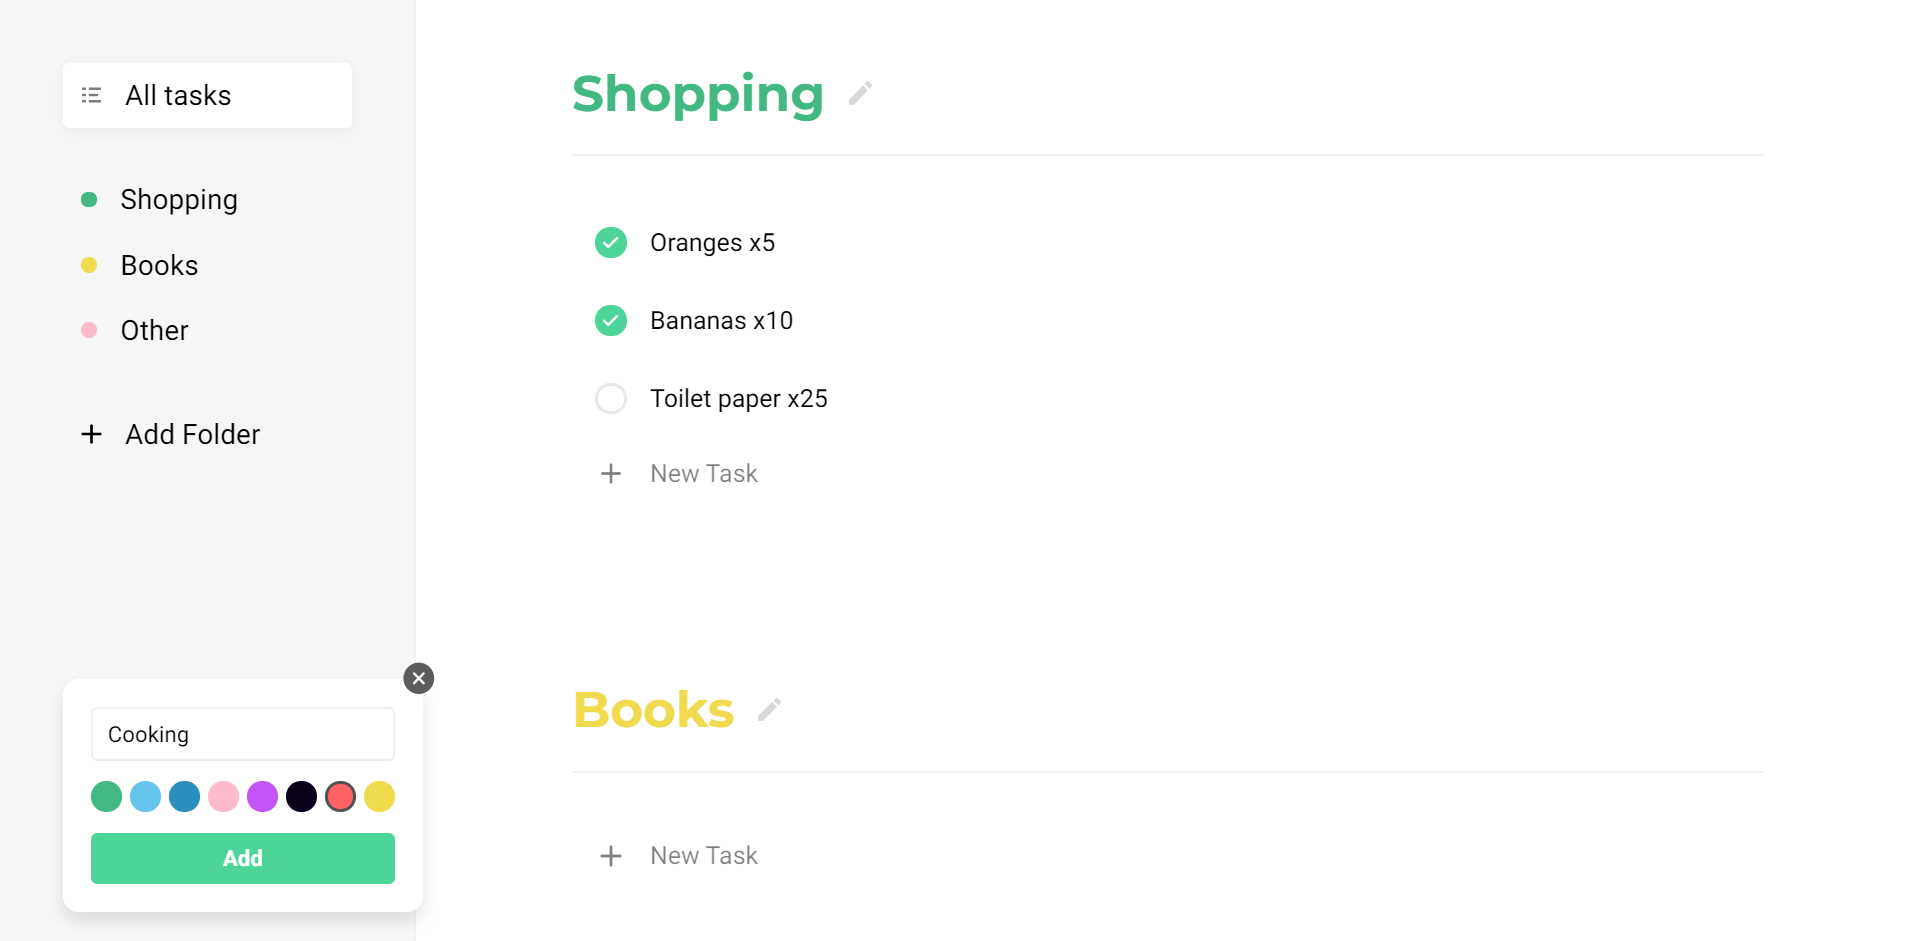 All tasks
Shopping
Books
Other
Add Folder
Cooking
Add
Shopping
Oranges x5
Bananas x10
Toilet paper x25
New Task
Books
New Task